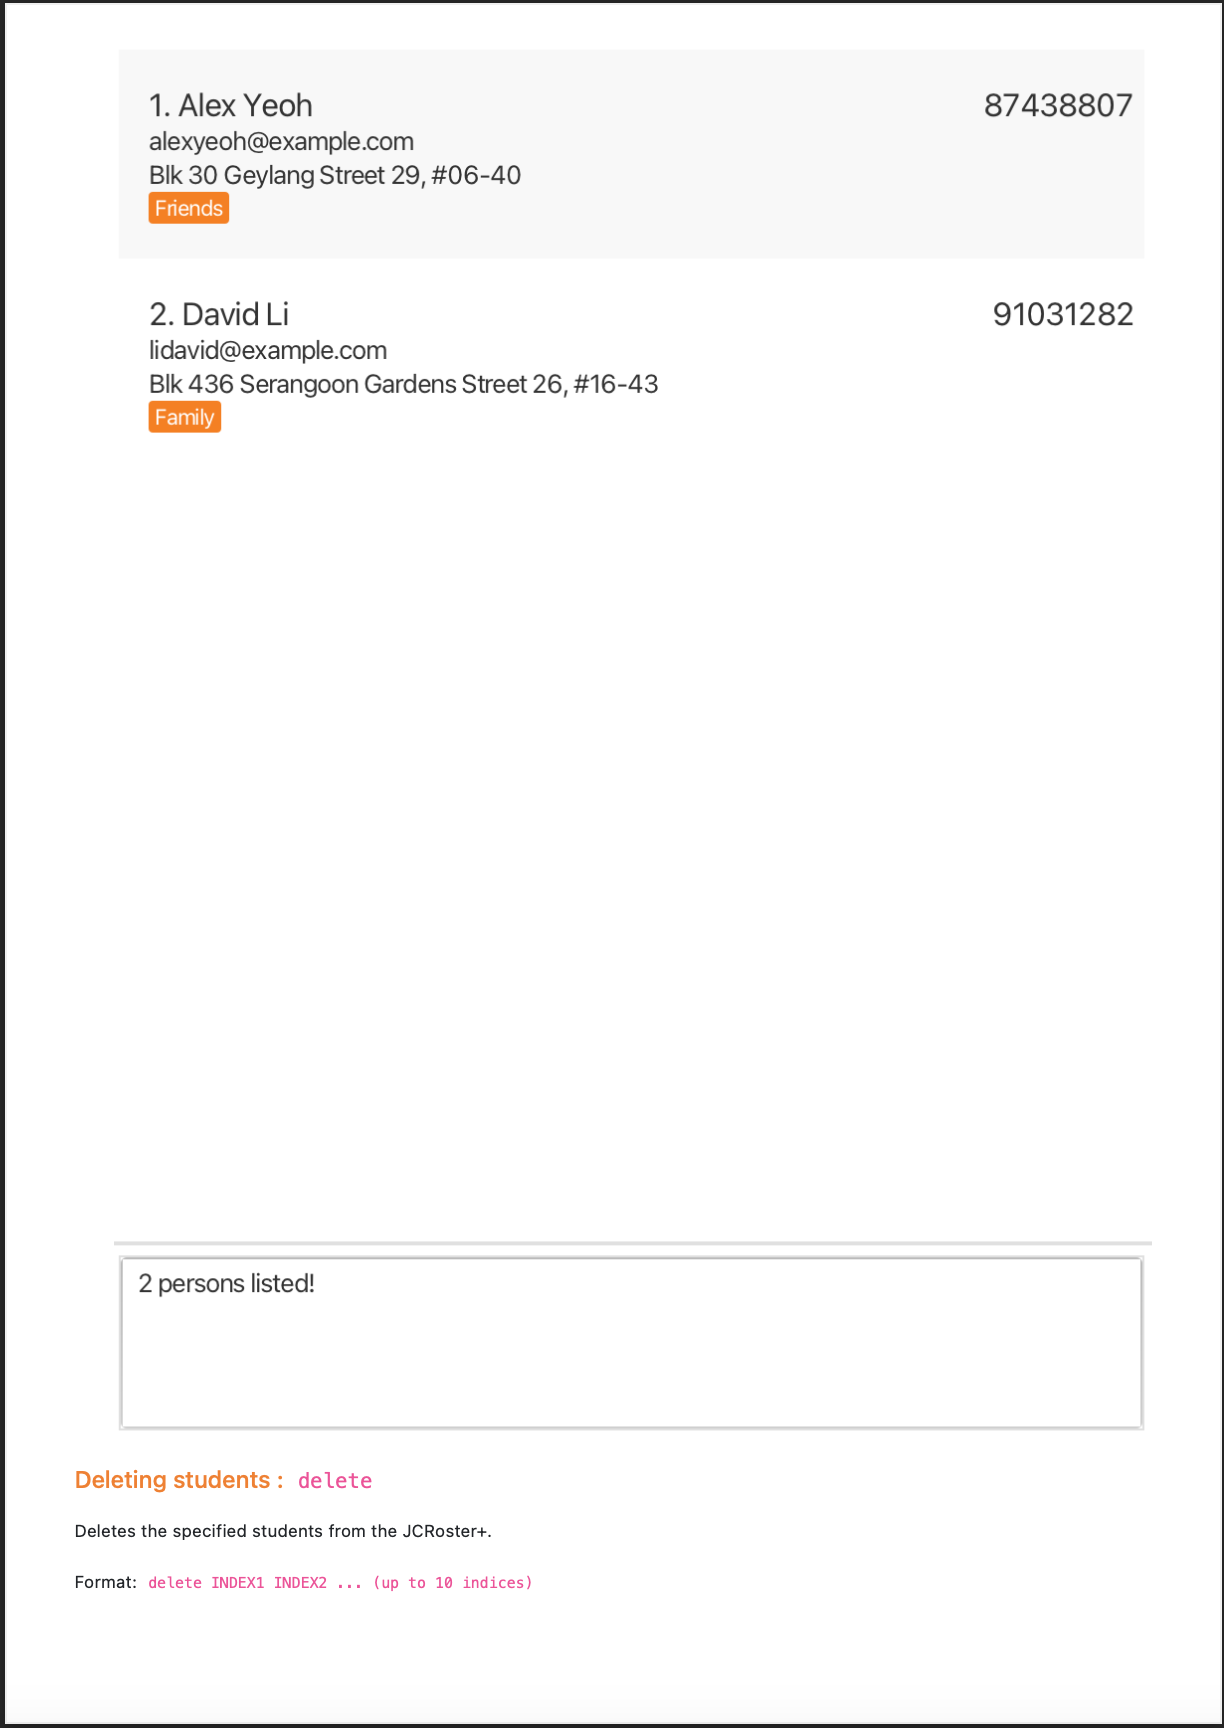 1. Alex Yeoh 87438807
alexyeoh@example.com
Blk 30 Geylang Street 29, #06-40
Friends
2. David Li 91031282
lidavid@example.com
Blk 436 Serangoon Gardens Street 26, #16-43
Family
2 persons listed!
Deleting students : delete
Deletes the specified students from the JCRoster+.
Format: delete INDEX1 INDEX2 ... (up to 10 indices)